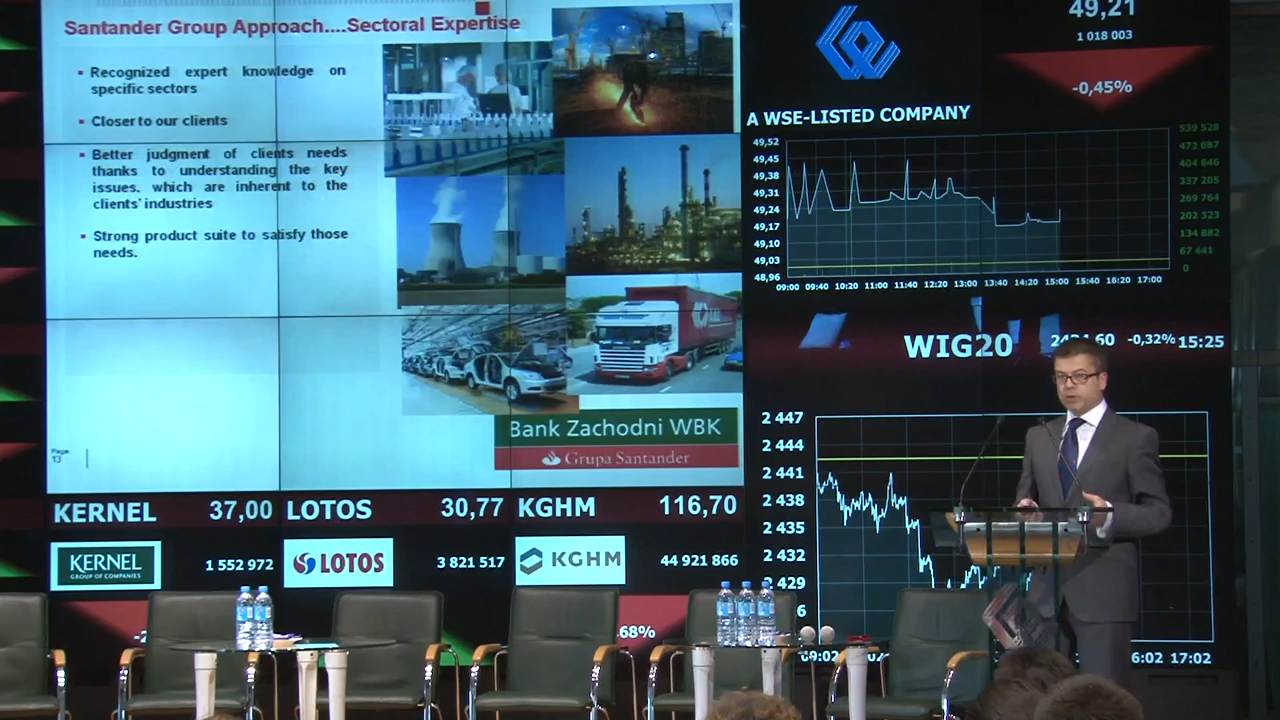 Santander Group Approach....Sectoral Expertise
Recognized expert knowledge on
specific sectors
Closer to our clients
Better judgment of clients needs
thanks to understanding the key
issues. which are inherent to the
clients' industries
Strong product suite to satisfy those
needs.
Page
13
Bank Zachodni WBK
Grupa Santander
49,21
1 018 003
-0,45%
A WSE-LISTED COMPANY
49,52
49,45
49,38
49,31
49,24
49,17
49,10
49,03
48,96
539 528
472 087
404 646
337 205
269 764
202 323
134 882
67 441
0
09:00 09:40 10:20 11:00 11:40 12:20 13:00 13:40 14:20 15:00 15:40 16:20 17:00
WIG20
-0,32% 15:25
2 447
2 444
2 441
2 438
2 435
2 432
2 429
6:02 17:02
KERNEL 37,00
LOTOS 30,77
KGHM 116,70
KERNEL
GROUP OF COMPANIES
1 552 972
LOTOS
3 821 517
KGHM
44 921 866
68%